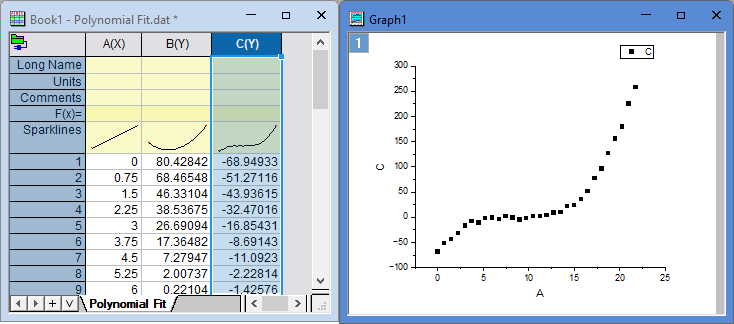 Book1 - Polynomial Fit.dat *
A(X) B(Y) C(Y)
Long Name
Units
Comments
F(x)=
Sparklines
1 0 80.42842 -68.94933
2 0.75 68.46548 -51.27116
3 1.5 46.33104 -43.93615
4 2.25 38.53675 -32.47016
5 3 26.69094 -16.85431
6 3.75 17.36482 -8.69143
7 4.5 7.27947 -11.0923
8 5.25 2.00737 -2.22814
9 6 0.22104 -1.42576
Polynomial Fit
Graph1
1
C
300
250
200
150
100
50
0
-50
-100
C
0 5 10 15 20 25
A